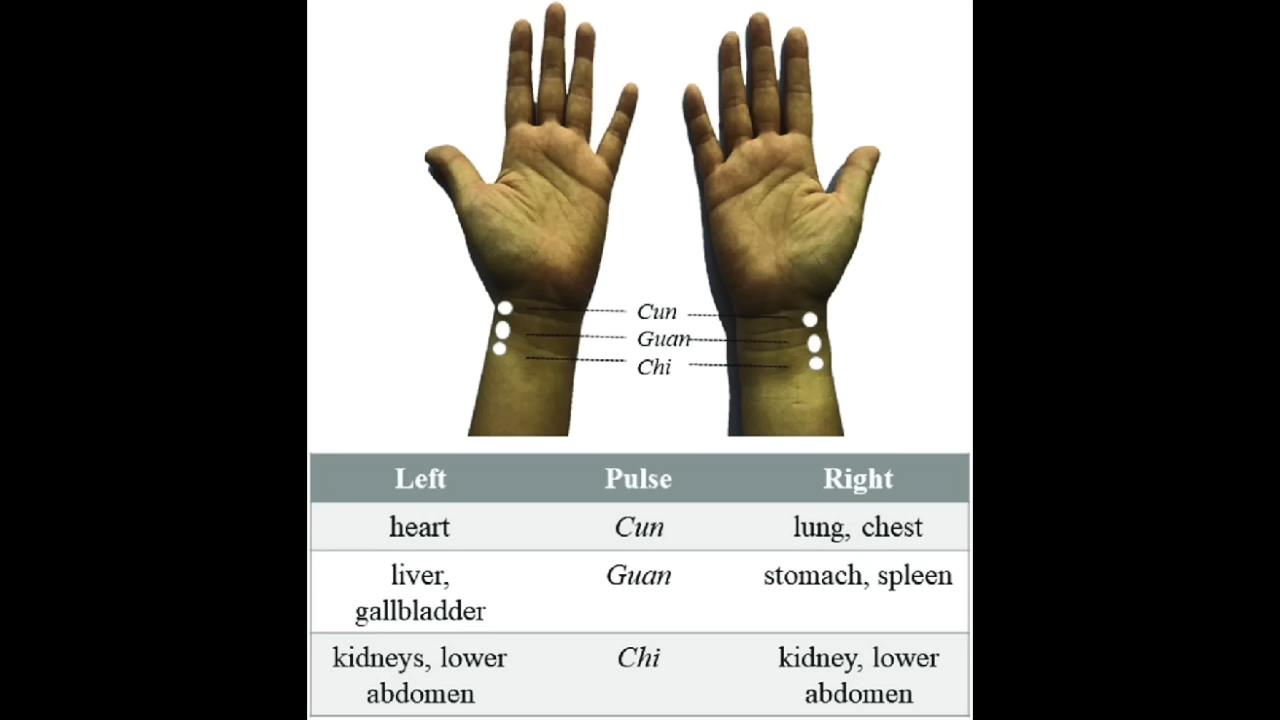 Cun
Guan
Chi
Left Pulse Right
heart Cun lung, chest
liver, Guan stomach, spleen
gallbladder
kidneys, lower Chi kidney, lower
abdomen abdomen